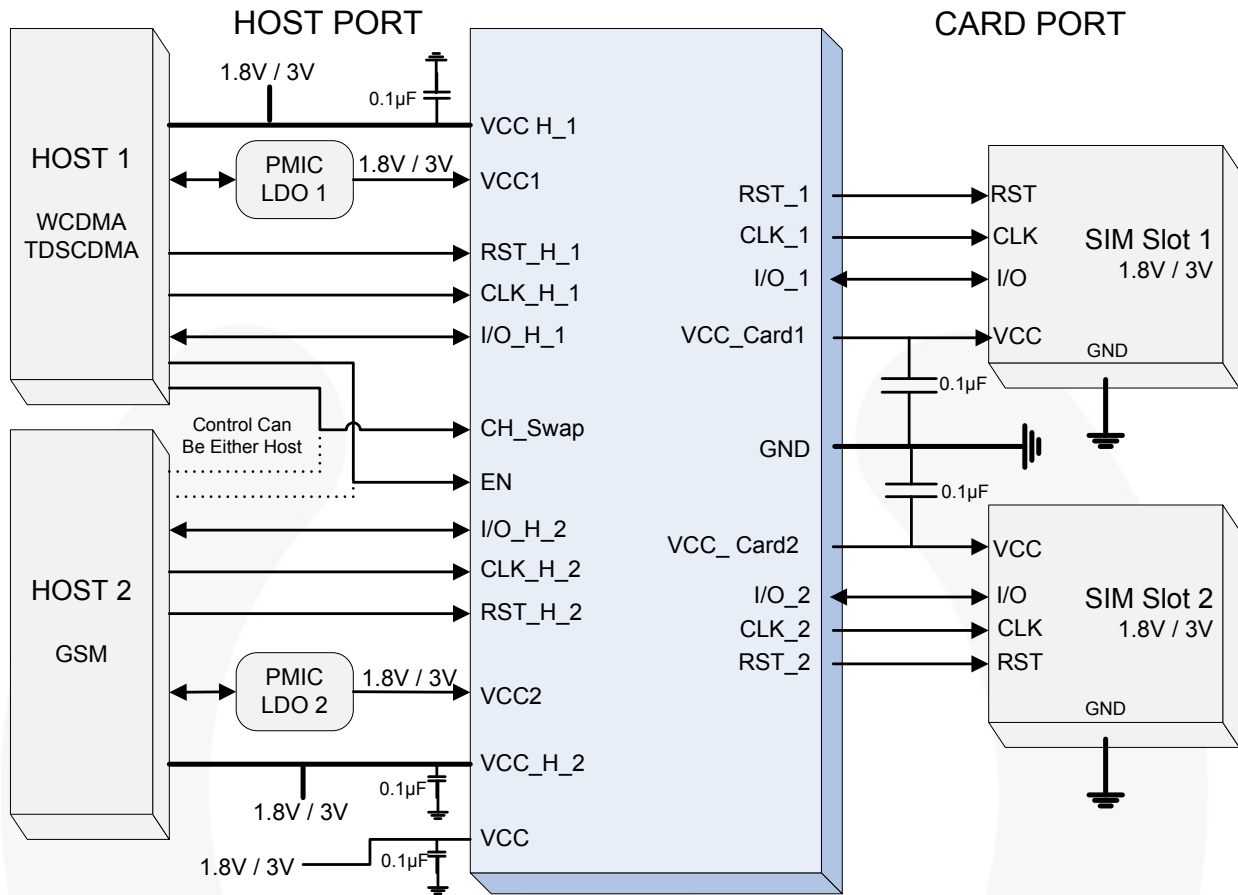 HOST PORT
CARD PORT
1.8V / 3V
0.1µF
VCC H_1
HOST 1
WCDMA
TDSCDMA
PMIC
LDO 1
1.8V / 3V
VCC1
RST_H_1
CLK_H_1
I/O_H_1
Control Can
Be Either Host
CH_Swap
EN
I/O_H_2
CLK_H_2
RST_H_2
HOST 2
GSM
PMIC
LDO 2
1.8V / 3V
VCC2
VCC_H_2
0.1µF
1.8V / 3V
VCC
0.1µF
1.8V / 3V
RST_1
CLK_1
I/O_1
VCC_Card1
GND
VCC_ Card2
I/O_2
CLK_2
RST_2
0.1µF
0.1µF
RST
CLK
I/O
VCC
SIM Slot 1
1.8V / 3V
GND
VCC
I/O
CLK
RST
SIM Slot 2
1.8V / 3V
GND